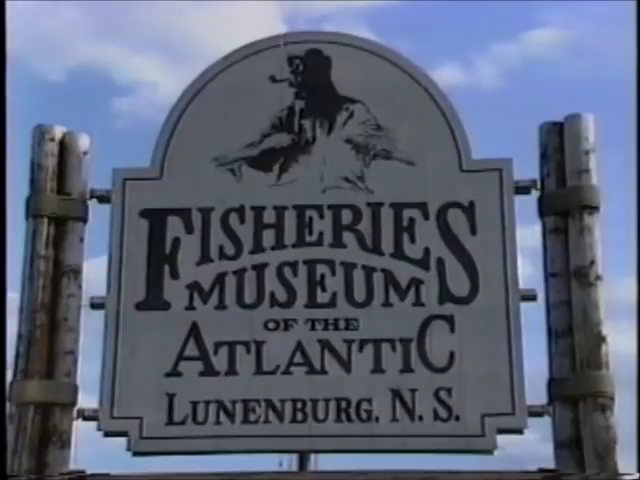 FISHERIES
MUSEUM
OF THE
ATLANTIC
LUNENBURG. N. S.